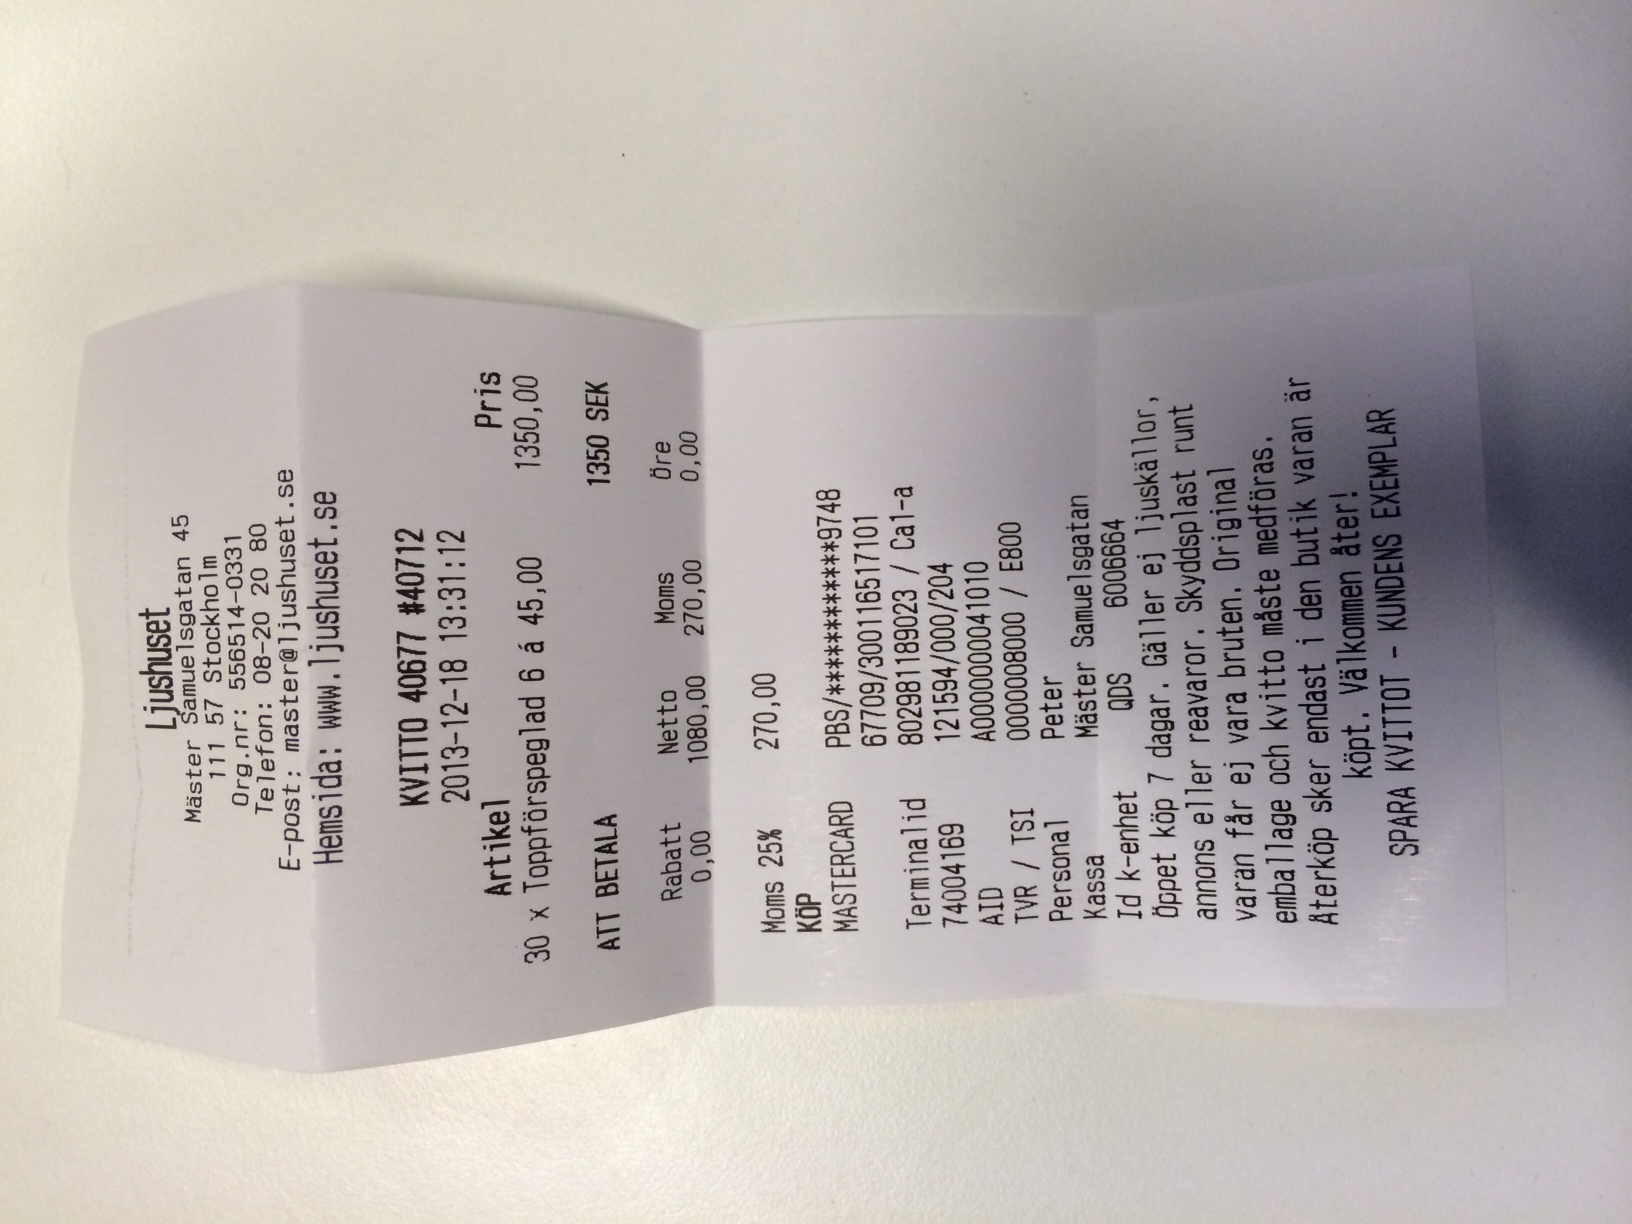 Ljushuset
Mäster Samuelsgatan 45
111 57 Stockholm
Org.nr: 556514-0331
Telefon: 08-20 20 80
E-post: master@ljushuset.se
Hemsida: www.ljushuset.se
KVITTO 40677 #40712
2013-12-18 13:31:12
Artikel Pris
30 x Toppförspeglad 6 á 45,00 1350,00
ATT BETALA 1350 SEK
Rabatt Netto Moms Öre
0,00 1080,00 270,00 0,00
Moms 25% 270,00
KÖP
MASTERCARD PBS/************9748
67709/300116517101
Terminalid 802981189023 / Ca1-a
74004169 121594/000/204
AID A0000000041010
TVR / TSI 0000008000 / E800
Personal Peter
Kassa Mäster Samuelsgatan
Id k-enhet QDS 6006664
Öppet köp 7 dagar. Gäller ej ljuskällor,
annons eller reavaror. Skyddsplast runt
varan får ej vara bruten. Original
emballage och kvitto måste medföras.
Återköp sker endast i den butik varan är
köpt. Välkommen åter!
SPARA KVITTOT - KUNDENS EXEMPLAR